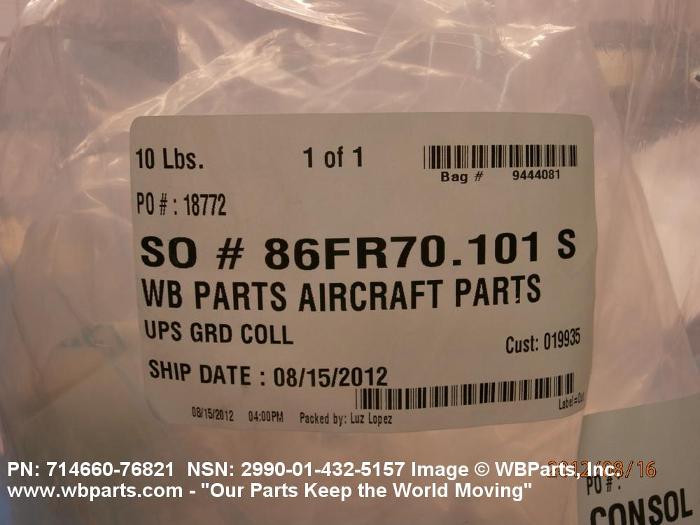 10 Lbs. 1 of 1
Bag # 9444081
PO # : 18772
SO # 86FR70.101 S
WB PARTS AIRCRAFT PARTS
UPS GRD COLL
Cust: 019935
SHIP DATE : 08/15/2012
08/15/2012 04:00PM Packed by: Luz Lopez
2012/08/16
PN: 714660-76821 NSN: 2990-01-432-5157 Image © WBParts, Inc.
www.wbparts.com - "Our Parts Keep the World Moving"
PO # :
CONSOL